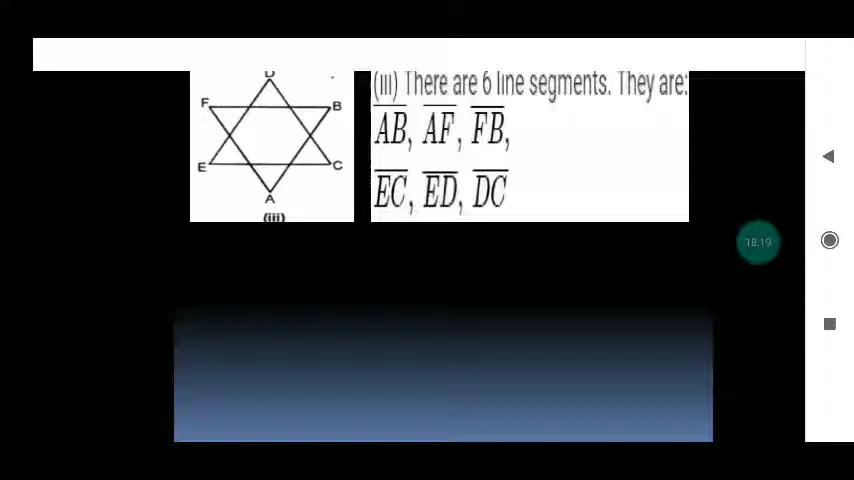 D
F B
E C
A
(iii)
(iii) There are 6 line segments. They are:
AB, AF, FB,
EC, ED, DC
18:19